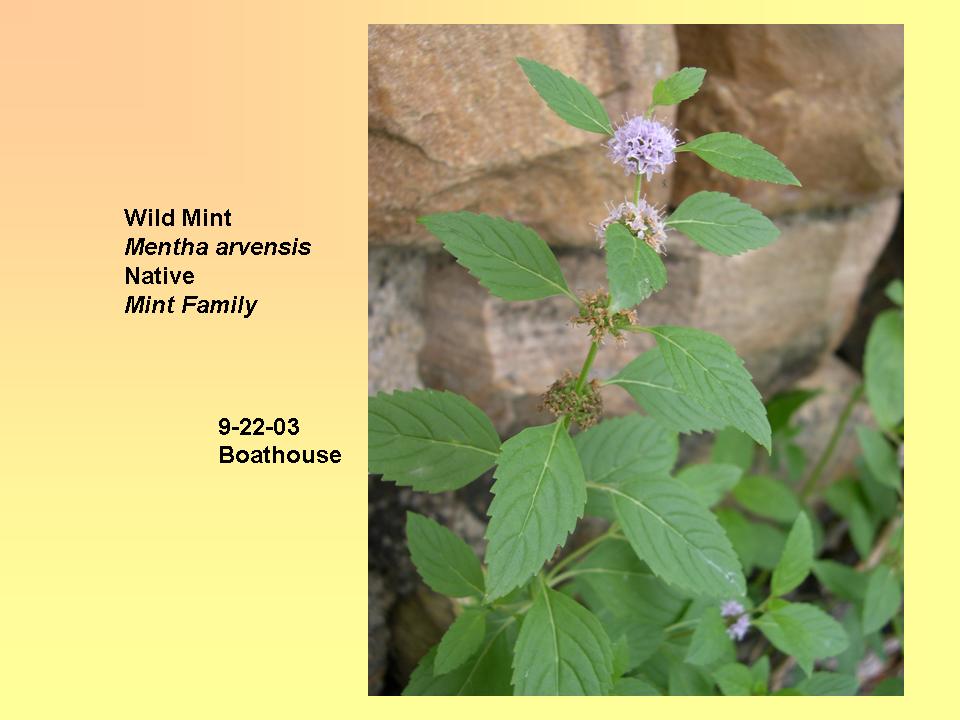 Wild Mint
Mentha arvensis
Native
Mint Family
9-22-03
Boathouse